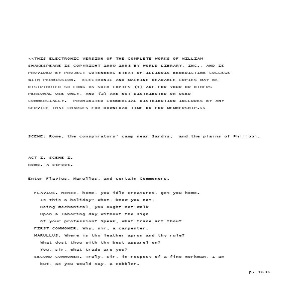 <<THIS ELECTRONIC VERSION OF THE COMPLETE WORKS OF WILLIAM
SHAKESPEARE IS COPYRIGHT 1990-1993 BY WORLD LIBRARY, INC., AND IS
PROVIDED BY PROJECT GUTENBERG ETEXT OF ILLINOIS BENEDICTINE COLLEGE
WITH PERMISSION. ELECTRONIC AND MACHINE READABLE COPIES MAY BE
DISTRIBUTED SO LONG AS SUCH COPIES (1) ARE FOR YOUR OR OTHERS
PERSONAL USE ONLY, AND (2) ARE NOT DISTRIBUTED OR USED
COMMERCIALLY. PROHIBITED COMMERCIAL DISTRIBUTION INCLUDES BY ANY
SERVICE THAT CHARGES FOR DOWNLOAD TIME OR FOR MEMBERSHIP.>>
SCENE: Rome, the conspirators' camp near Sardis, and the plains of
ACT I. SCENE I.
Rome. A street.
Enter Flavius, Marullus, and certain Commoners.
FLAVIUS. Hence, home, you idle creatures, get you home.
Is this a holiday? What, know you not,
Being mechanical, you ought not walk
Upon a laboring day without the sign
Of your profession? Speak, what trade art thou?
FIRST COMMONER. Why, sir, a carpenter.
MARULLUS. Where is thy leather apron and thy rule?
What dost thou with thy best apparel on?
You, sir, what trade are you?
SECOND COMMONER. Truly, sir, in respect of a fine workman, I am
but, as you would say, a cobbler.